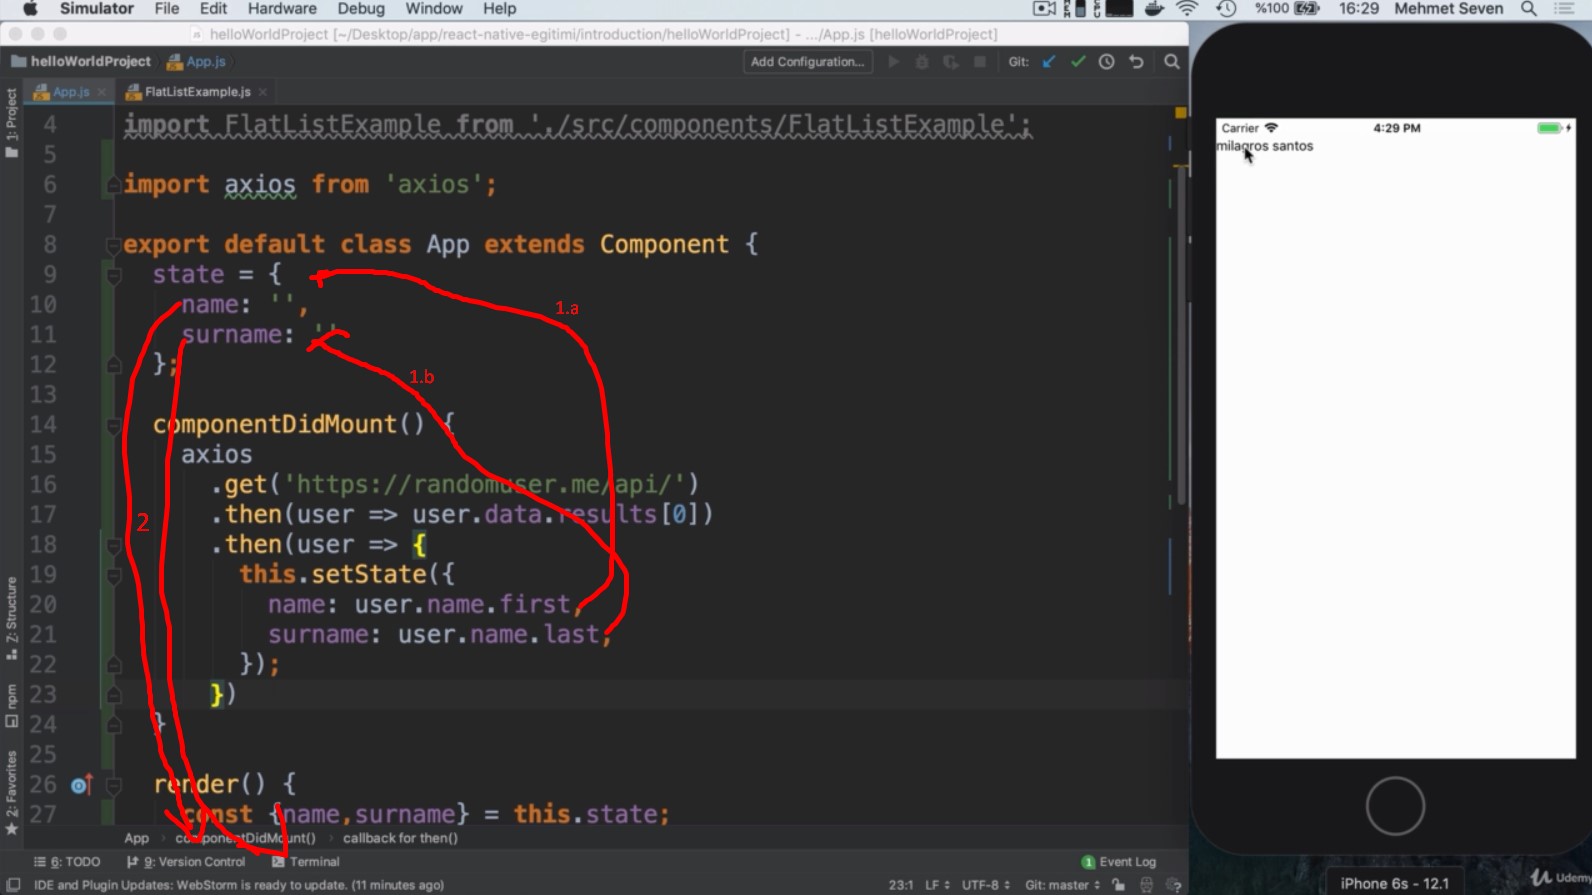 Simulator File Edit Hardware Debug Window Help %100 16:29 Mehmet Seven
helloWorldProject [~/Desktop/app/react-native-egitimi/introduction/helloWorldProject] - .../App.js [helloWorldProject]
helloWorldProject App.js Add Configuration... Git:
App.js FlatListExample.js
1: Project
Z: Structure
npm
2: Favorites
4 import FlatListExample from './src/components/FlatListExample';
5
6 import axios from 'axios';
7
8 export default class App extends Component {
9 state = {
10 name: '',
11 surname: ''
12 };
13
14 componentDidMount() {
15 axios
16 .get('https://randomuser.me/api/')
17 .then(user => user.data.results[0])
18 .then(user => {
19 this.setState({
20 name: user.name.first,
21 surname: user.name.last,
22 });
23 })
24 }
25
26 render() {
27 const {name,surname} = this.state;
1.a
1.b
2
App componentDidMount() callback for then()
6: TODO 9: Version Control Terminal 1 Event Log
IDE and Plugin Updates: WebStorm is ready to update. (11 minutes ago) 23:1 LF UTF-8 Git: master
Carrier 4:29 PM
milagros santos
iPhone 6s - 12.1
Udemy